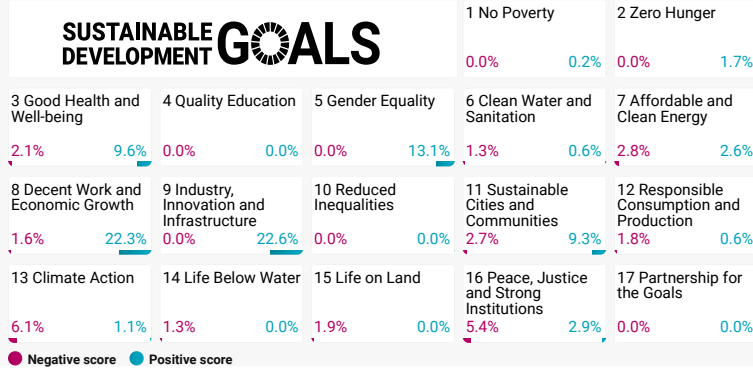 SUSTAINABLE
DEVELOPMENT
GOALS
1 No Poverty
0.0% 0.2%
2 Zero Hunger
0.0% 1.7%
3 Good Health and
Well-being
2.1% 9.6%
4 Quality Education
0.0% 0.0%
5 Gender Equality
0.0% 13.1%
6 Clean Water and
Sanitation
1.3% 0.6%
7 Affordable and
Clean Energy
2.8% 2.6%
8 Decent Work and
Economic Growth
1.6% 22.3%
9 Industry,
Innovation and
Infrastructure
0.0% 22.6%
10 Reduced
Inequalities
0.0% 0.0%
11 Sustainable
Cities and
Communities
2.7% 9.3%
12 Responsible
Consumption and
Production
1.8% 0.6%
13 Climate Action
6.1% 1.1%
14 Life Below Water
1.3% 0.0%
15 Life on Land
1.9% 0.0%
16 Peace, Justice
and Strong
Institutions
5.4% 2.9%
17 Partnership for
the Goals
0.0% 0.0%
Negative score Positive score